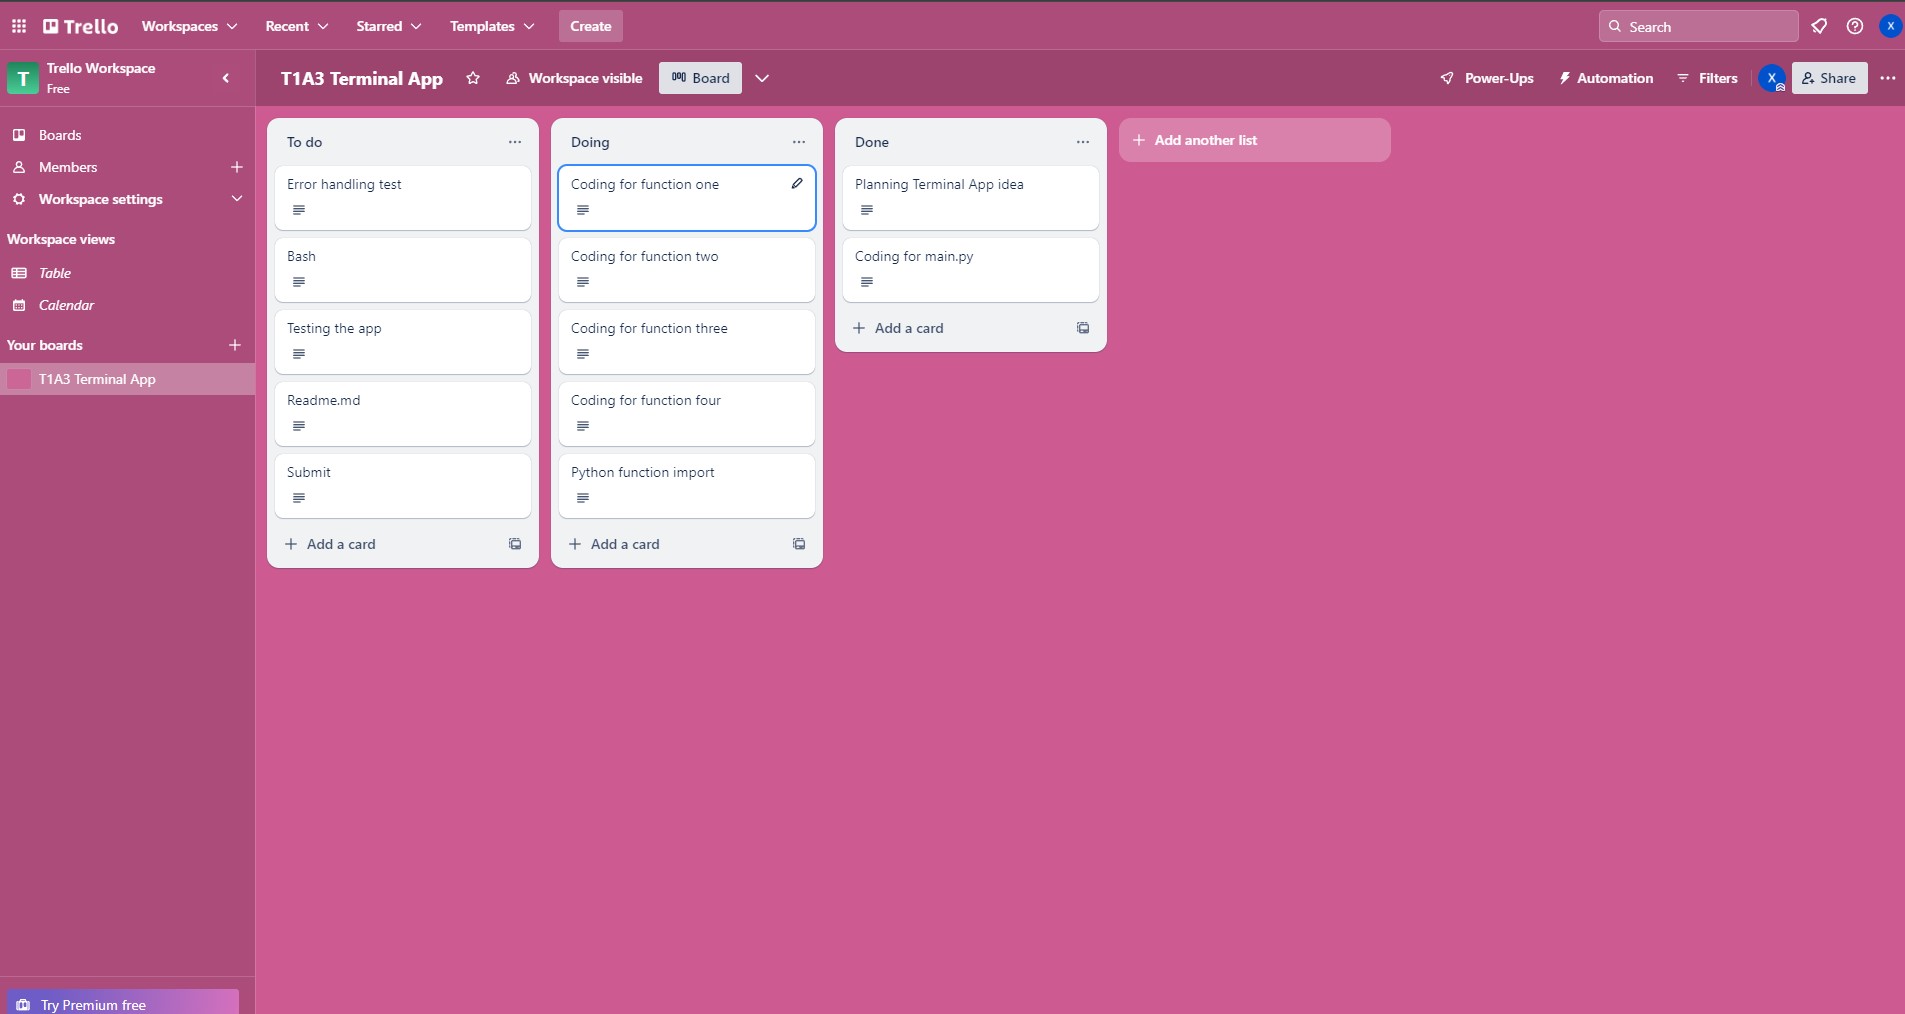 Trello
Workspaces
Recent
Starred
Templates
Create
Search
X
T
Trello Workspace
Free
T1A3 Terminal App
Workspace visible
Board
Power-Ups
Automation
Filters
X
Share
Boards
Members
Workspace settings
Workspace views
Table
Calendar
Your boards
T1A3 Terminal App
Try Premium free
To do
Error handling test
Bash
Testing the app
Readme.md
Submit
Add a card
Doing
Coding for function one
Coding for function two
Coding for function three
Coding for function four
Python function import
Add a card
Done
Planning Terminal App idea
Coding for main.py
Add a card
Add another list